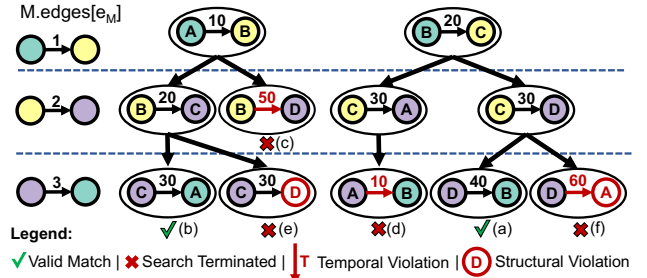 M.edges[eM]
1
A 10 B
B 20 C
2
B 20 C
B 50 D
C 30 A
C 30 D
✖(c)
3
C 30 A
C 30 D
A 10 B
D 40 B
D 60 A
✓(b)
✖(e)
✖(d)
✓(a)
✖(f)
Legend:
✓Valid Match | ✖ Search Terminated | T Temporal Violation | D Structural Violation